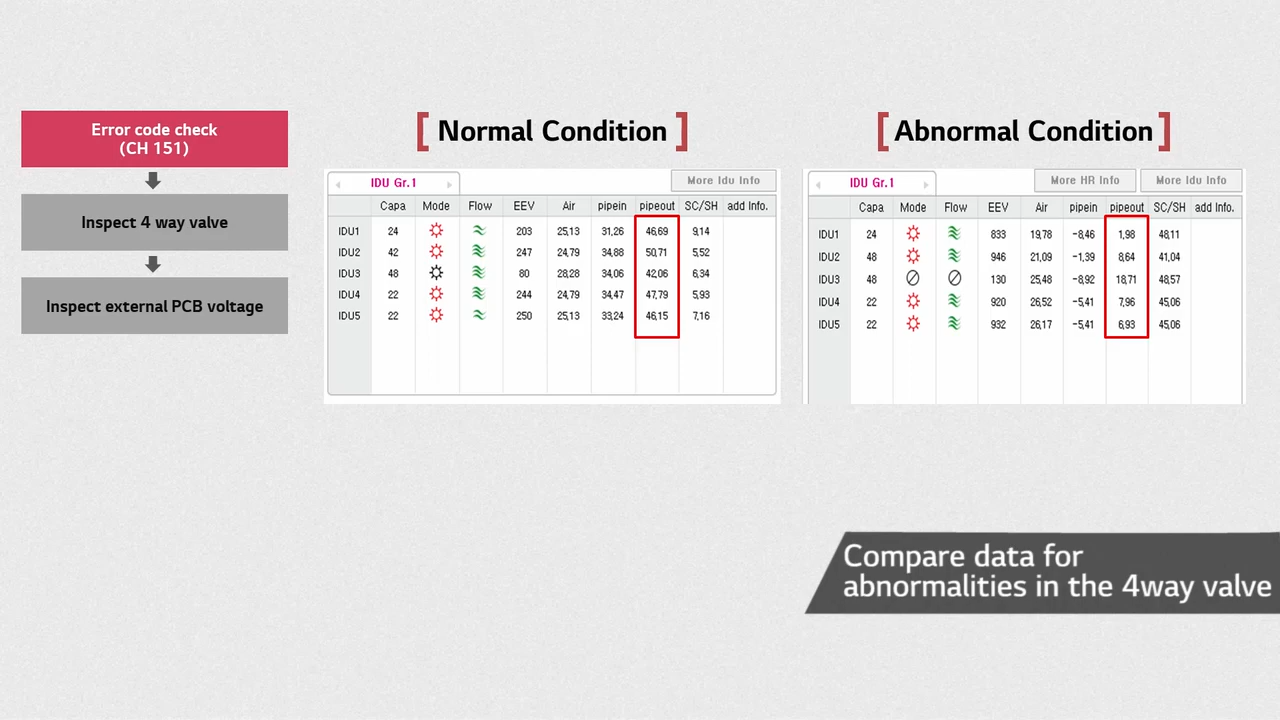 Error code check
(CH 151)
Inspect 4 way valve
Inspect external PCB voltage
[ Normal Condition ]
IDU Gr.1
More Idu Info
Capa Mode Flow EEV Air pipein pipeout SC/SH add Info.
IDU1 24 203 25,13 31,26 46,69 9,14
IDU2 42 247 24,79 34,88 50,71 5,52
IDU3 48 80 28,28 34,06 42,06 6,34
IDU4 22 244 24,79 34,47 47,79 5,93
IDU5 22 250 25,13 33,24 46,15 7,16
[ Abnormal Condition ]
IDU Gr.1
More HR Info
More Idu Info
Capa Mode Flow EEV Air pipein pipeout SC/SH add Info.
IDU1 24 833 19,78 -8,46 1,98 48,11
IDU2 48 946 21,09 -1,39 8,64 41,04
IDU3 48 130 25,48 -8,92 18,71 48,57
IDU4 22 920 26,52 -5,41 7,96 45,06
IDU5 22 932 26,17 -5,41 6,93 45,06
Compare data for
abnormalities in the 4way valve